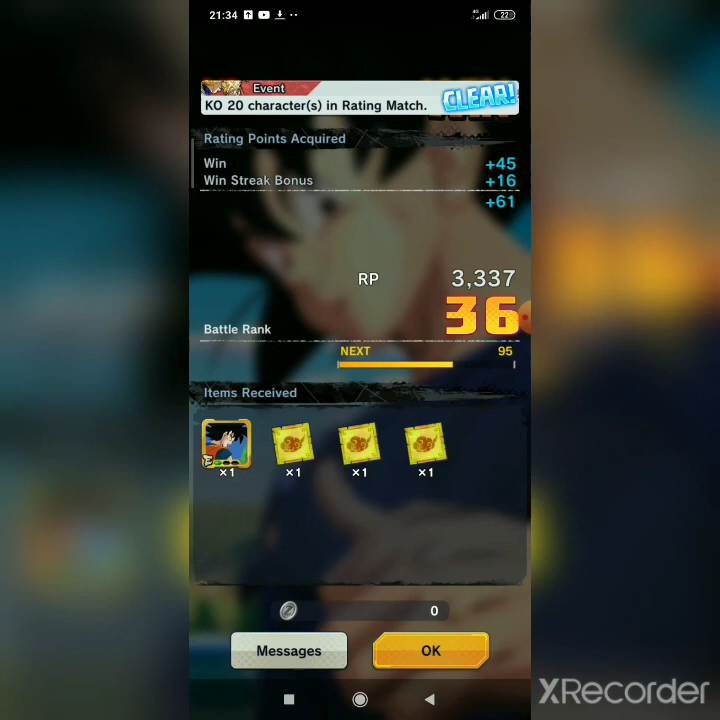 21:34
4G
22
Event
KO 20 character(s) in Rating Match.
CLEAR!
Rating Points Acquired
Win +45
Win Streak Bonus +16
+61
RP 3,337
Battle Rank 36
NEXT 95
Items Received
×1 ×1 ×1 ×1
0
Messages OK
XRecorder